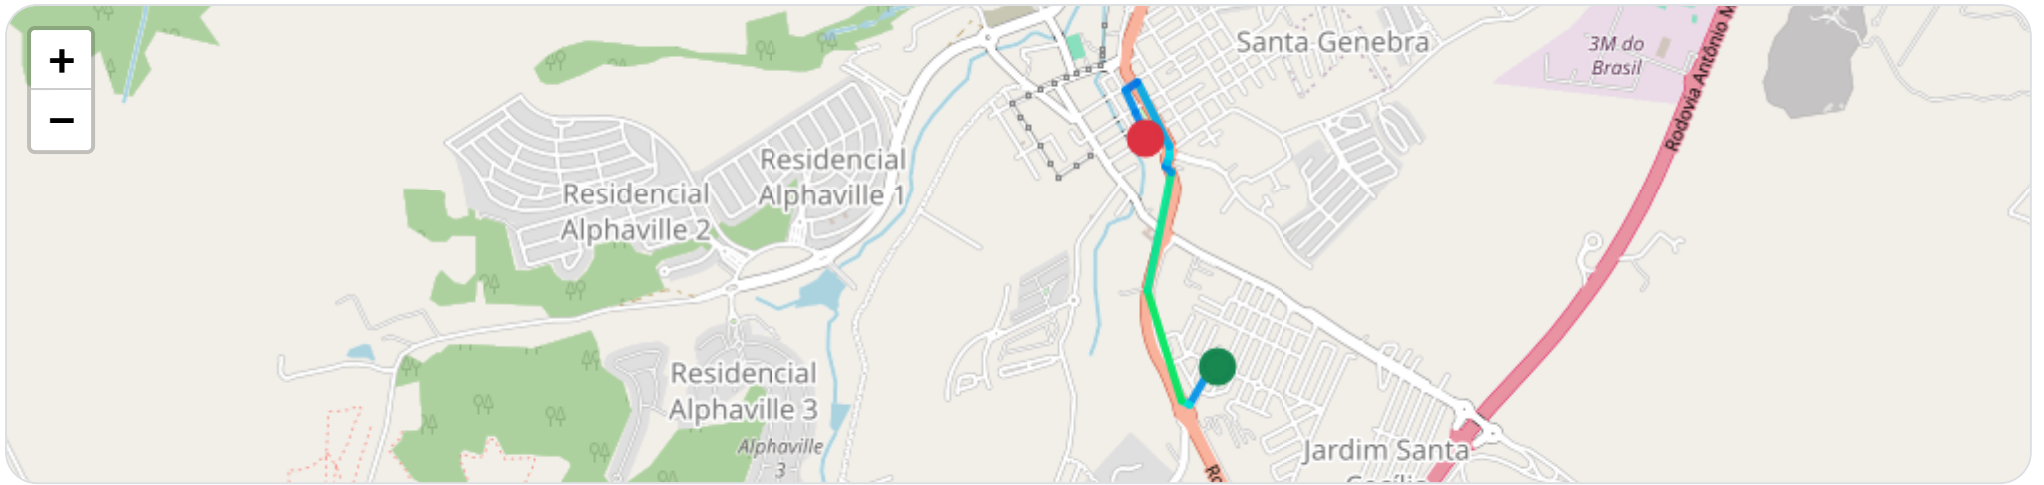 +
−
Santa Genebra
3M do
Brasil
Rodovia Antônio M
Residencial
Alphaville 1
Residencial
Alphaville 2
Residencial
Alphaville 3
Alphaville
3
Jardim Santa
Ro